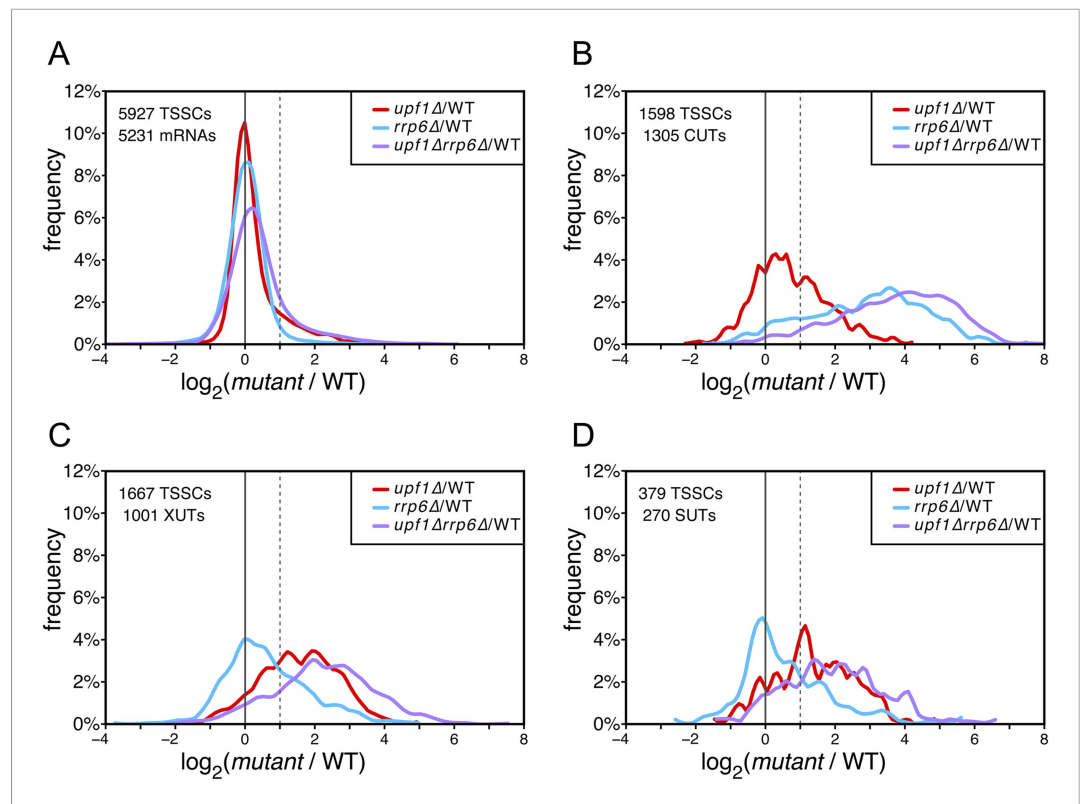 A
12%
10%
8%
6%
4%
2%
0%
frequency
5927 TSSCs
5231 mRNAs
upf1Δ/WT
rrp6Δ/WT
upf1Δrrp6Δ/WT
−4 −2 0 2 4 6 8
log2(mutant / WT)
B
12%
10%
8%
6%
4%
2%
0%
frequency
1598 TSSCs
1305 CUTs
upf1Δ/WT
rrp6Δ/WT
upf1Δrrp6Δ/WT
−4 −2 0 2 4 6 8
log2(mutant / WT)
C
12%
10%
8%
6%
4%
2%
0%
frequency
1667 TSSCs
1001 XUTs
upf1Δ/WT
rrp6Δ/WT
upf1Δrrp6Δ/WT
−4 −2 0 2 4 6 8
log2(mutant / WT)
D
12%
10%
8%
6%
4%
2%
0%
frequency
379 TSSCs
270 SUTs
upf1Δ/WT
rrp6Δ/WT
upf1Δrrp6Δ/WT
−4 −2 0 2 4 6 8
log2(mutant / WT)